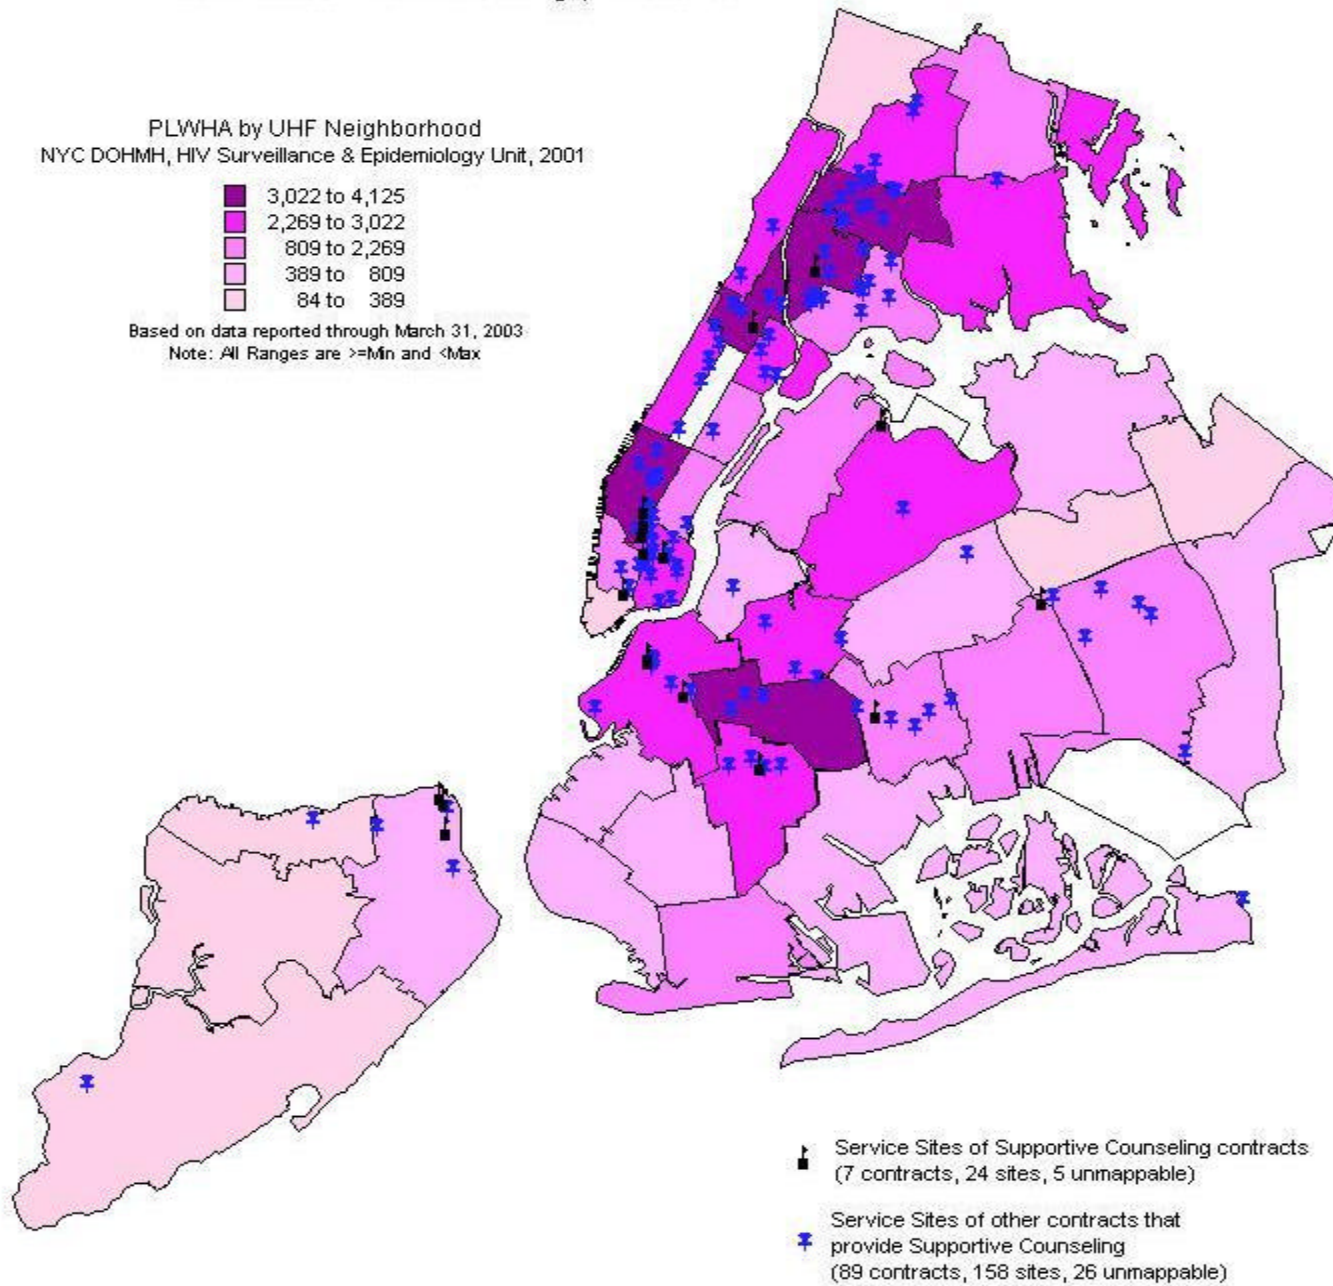 PLWHA by UHF Neighborhood
NYC DOHMH, HIV Surveillance & Epidemiology Unit, 2001
3,022 to 4,125
2,269 to 3,022
809 to 2,269
389 to 809
84 to 389
Based on data reported through March 31, 2003
Note: All Ranges are >=Min and <Max
Service Sites of Supportive Counseling contracts
(7 contracts, 24 sites, 5 unmappable)
Service Sites of other contracts that
provide Supportive Counseling
(89 contracts, 158 sites, 26 unmappable)